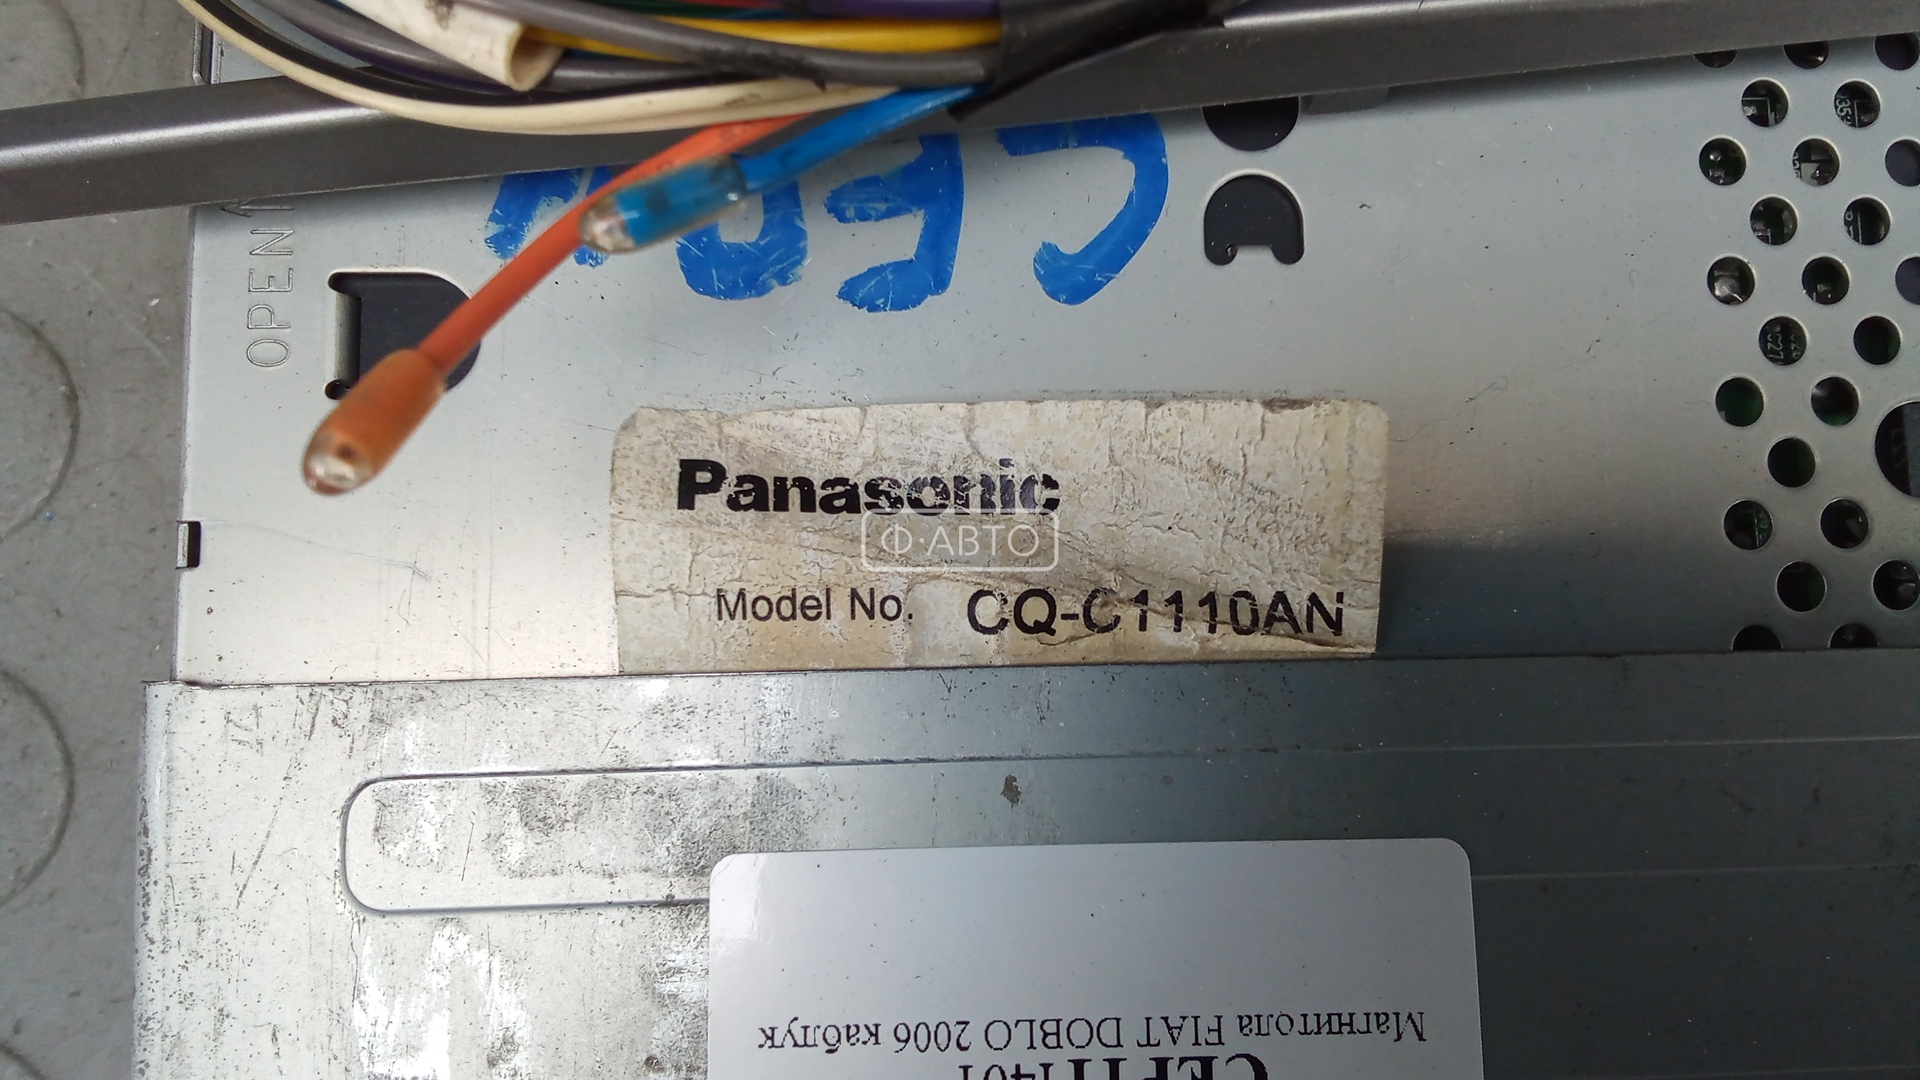 OPEN
Panasonic
Ф·АВТО
Model No. CQ-C1110AN
Магнитола FIAT DOBLO 2006 каблук